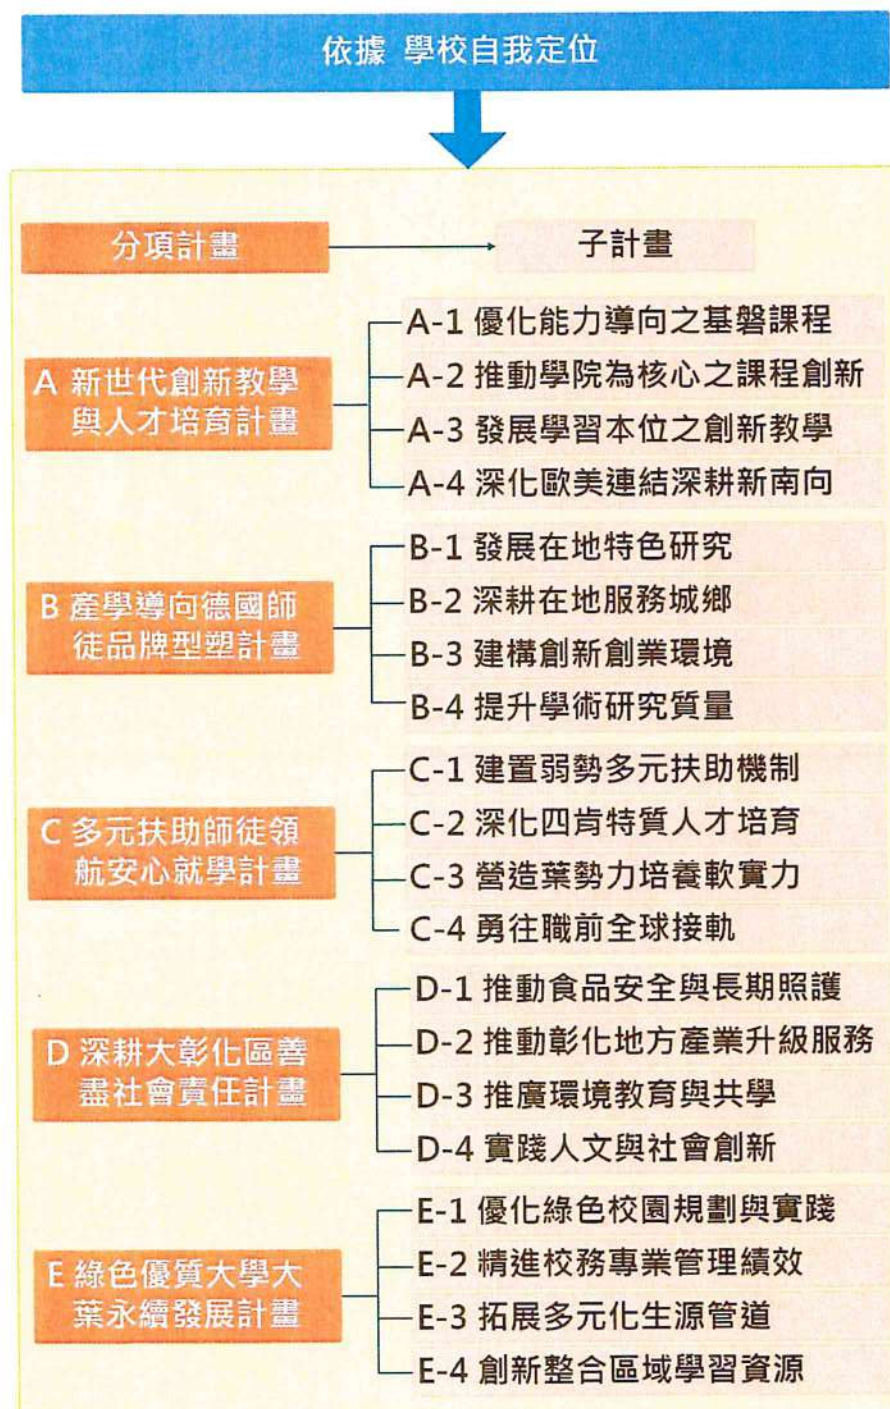 依據 學校自我定位
分項計畫
子計畫
A 新世代創新教學
與人才培育計畫
A-1 優化能力導向之基磐課程
A-2 推動學院為核心之課程創新
A-3 發展學習本位之創新教學
A-4 深化歐美連結深耕新南向
B 產學導向德國師
徒品牌型塑計畫
B-1 發展在地特色研究
B-2 深耕在地服務城鄉
B-3 建構創新創業環境
B-4 提升學術研究質量
C 多元扶助師徒領
航安心就學計畫
C-1 建置弱勢多元扶助機制
C-2 深化四肯特質人才培育
C-3 營造葉勢力培養軟實力
C-4 勇往職前全球接軌
D 深耕大彰化區善
盡社會責任計畫
D-1 推動食品安全與長期照護
D-2 推動彰化地方產業升級服務
D-3 推廣環境教育與共學
D-4 實踐人文與社會創新
E 綠色優質大學大
葉永續發展計畫
E-1 優化綠色校園規劃與實踐
E-2 精進校務專業管理績效
E-3 拓展多元化生源管道
E-4 創新整合區域學習資源